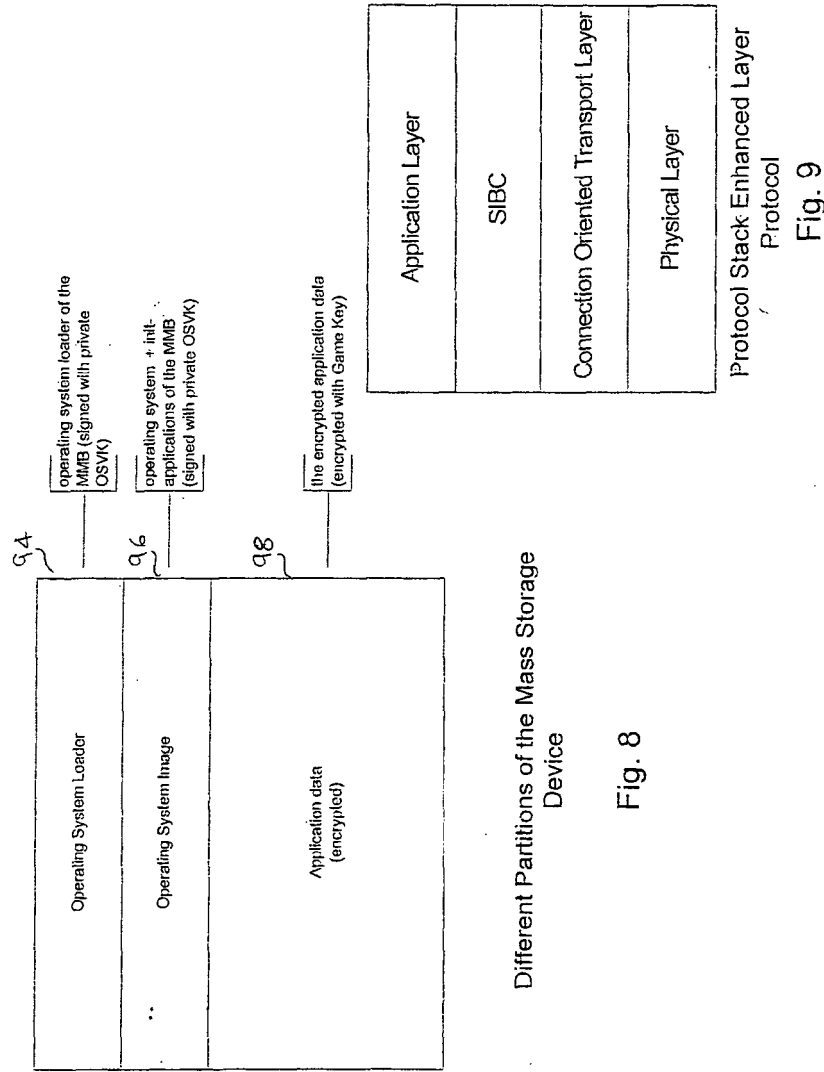 94
Operating System Loader
operating system loader of the
MMB (signed with private
OSVK)
96
Operating System Image
operating system + init-
applications of the MMB
(signed with private OSVK)
98
Application data
(encrypted)
the encrypted application data
(encrypted with Game Key)
Different Partitions of the Mass Storage
Device
Fig. 8
Application Layer
SIBC
Connection Oriented Transport Layer
Physical Layer
Protocol Stack Enhanced Layer
Protocol
Fig. 9